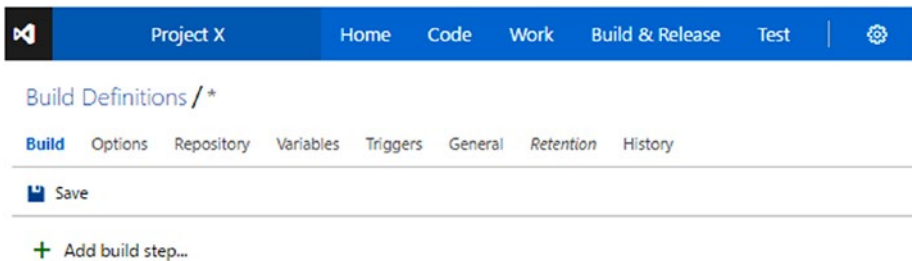 Project X Home Code Work Build & Release Test
Build Definitions / *
Build Options Repository Variables Triggers General Retention History
Save
+ Add build step...